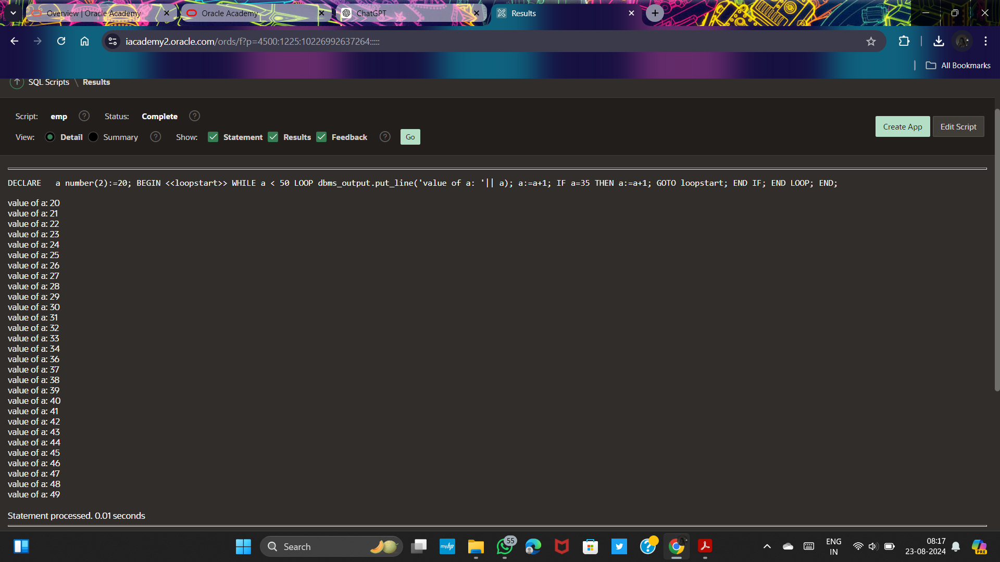 Overview | Oracle Academy
Oracle Academy
ChatGPT
Results
iacademy2.oracle.com/ords/f?p=4500:1225:10226992637264:::::
All Bookmarks
SQL Scripts \ Results
Script: emp ? Status: Complete ?
View: Detail Summary ? Show: Statement Results Feedback ? Go
Create App Edit Script
DECLARE   a number(2):=20; BEGIN <<loopstart>> WHILE a < 50 LOOP dbms_output.put_line('value of a: '|| a); a:=a+1; IF a=35 THEN a:=a+1; GOTO loopstart; END IF; END LOOP; END;
value of a: 20
value of a: 21
value of a: 22
value of a: 23
value of a: 24
value of a: 25
value of a: 26
value of a: 27
value of a: 28
value of a: 29
value of a: 30
value of a: 31
value of a: 32
value of a: 33
value of a: 34
value of a: 36
value of a: 37
value of a: 38
value of a: 39
value of a: 40
value of a: 41
value of a: 42
value of a: 43
value of a: 44
value of a: 45
value of a: 46
value of a: 47
value of a: 48
value of a: 49
Statement processed. 0.01 seconds
Search
myhp
55
?
ENG
IN
08:17
23-08-2024
PRE